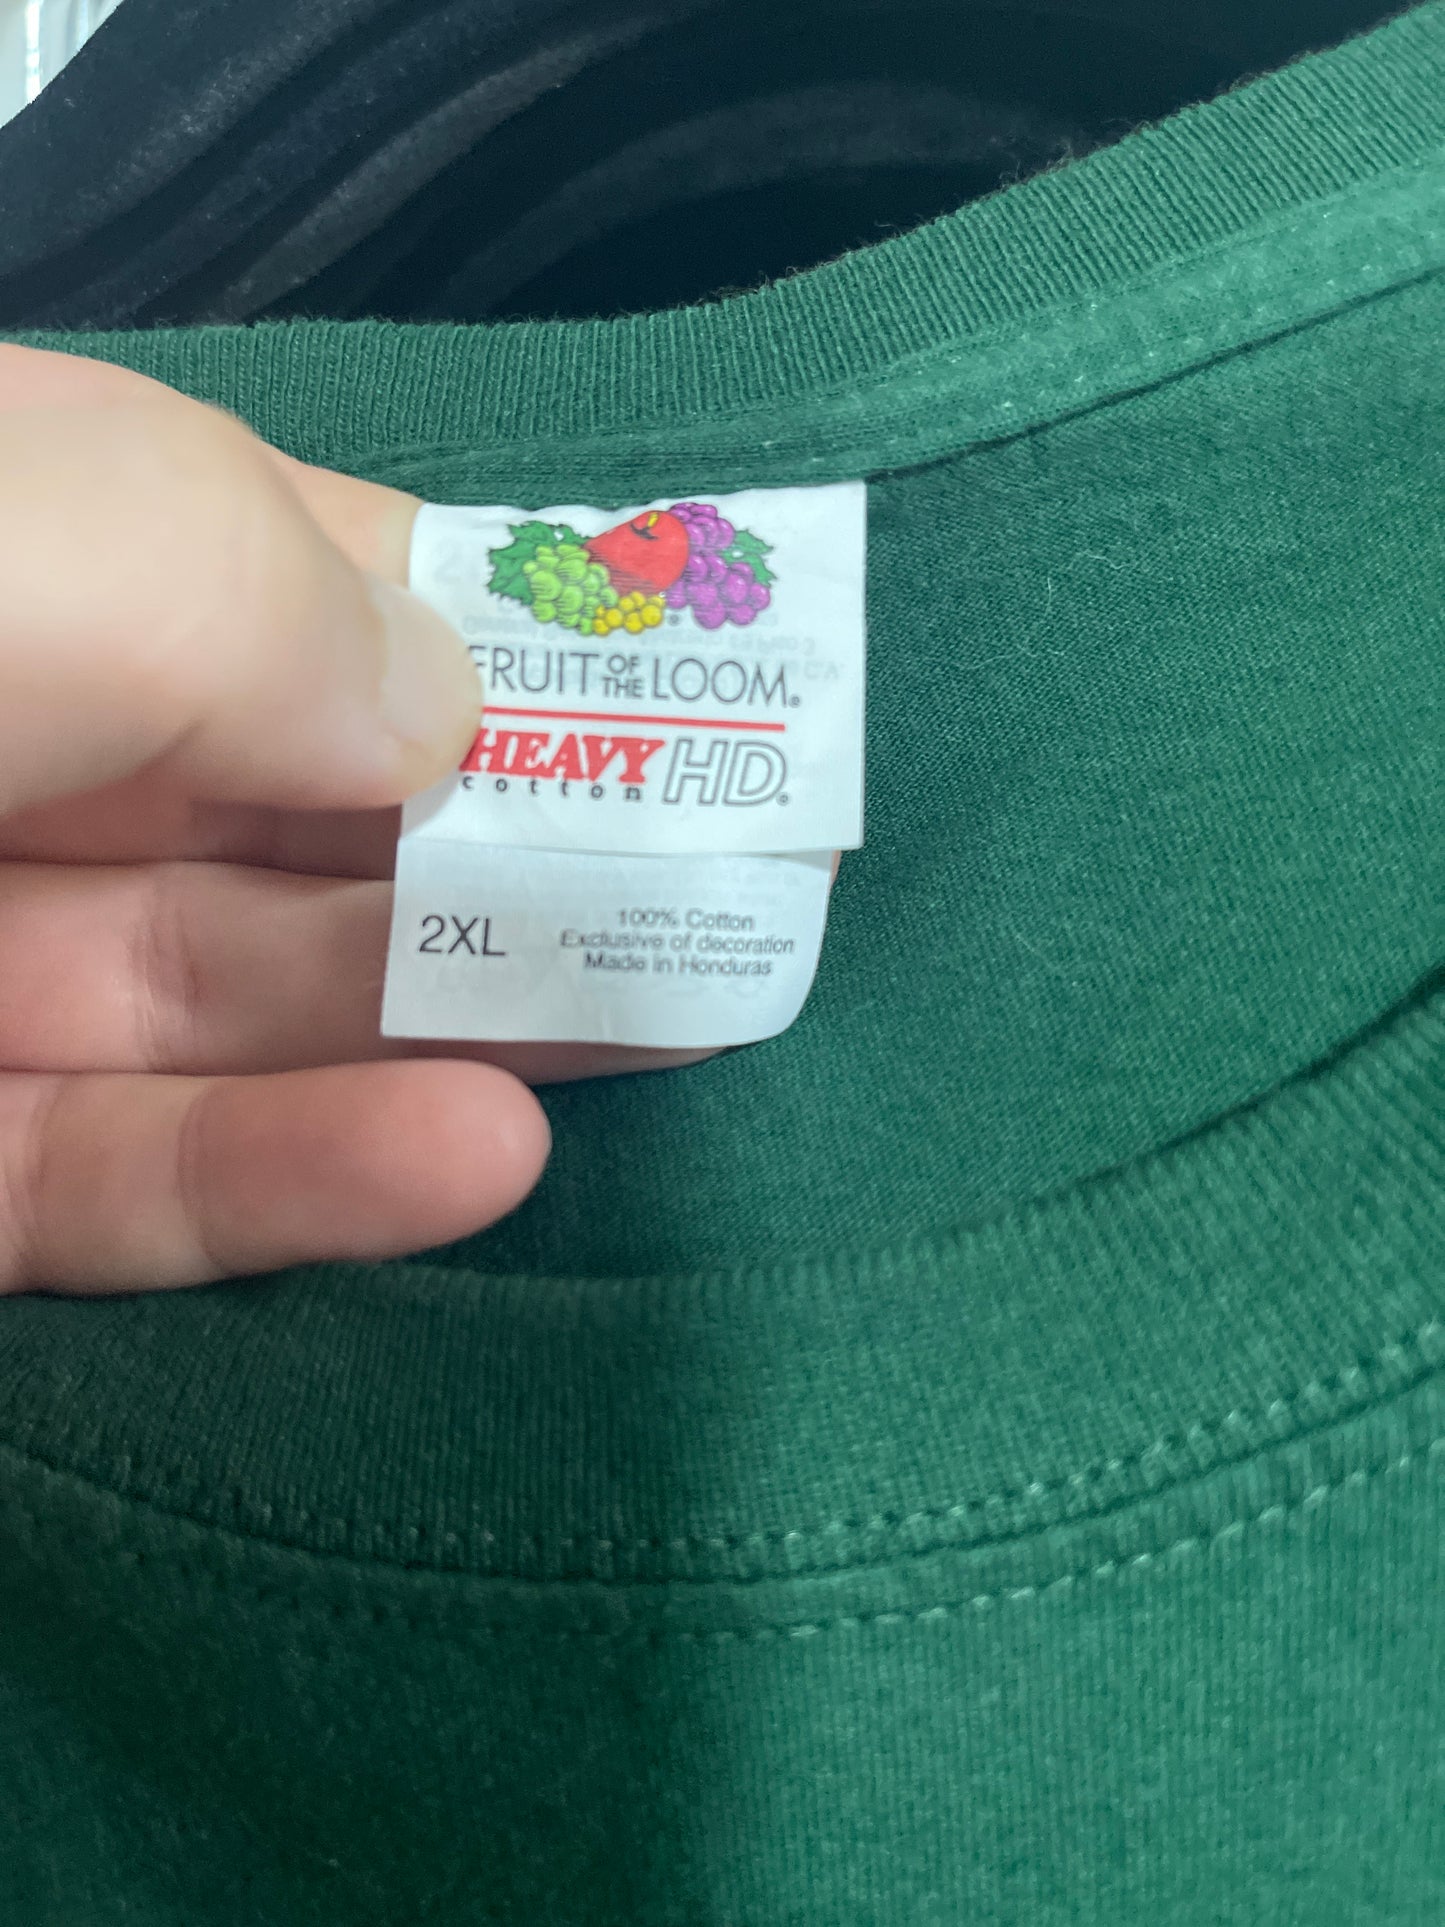 FRUIT OF THE LOOM®
HEAVY HD®
cotton
2XL
100% Cotton
Exclusive of decoration
Made in Honduras